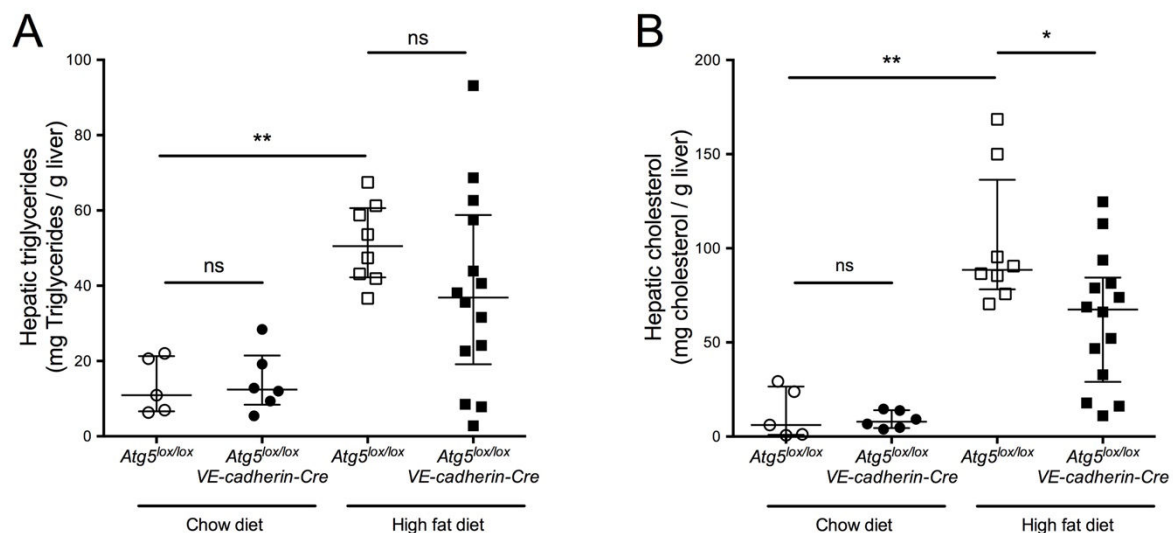 A
Hepatic triglycerides
(mg Triglycerides / g liver)
100
80
60
40
20
0
ns
**
ns
Atg5lox/lox
Atg5lox/lox
VE-cadherin-Cre
Atg5lox/lox
Atg5lox/lox
VE-cadherin-Cre
Chow diet
High fat diet
B
Hepatic cholesterol
(mg cholesterol / g liver)
200
150
100
50
0
*
**
ns
Atg5lox/lox
Atg5lox/lox
VE-cadherin-Cre
Atg5lox/lox
Atg5lox/lox
VE-cadherin-Cre
Chow diet
High fat diet